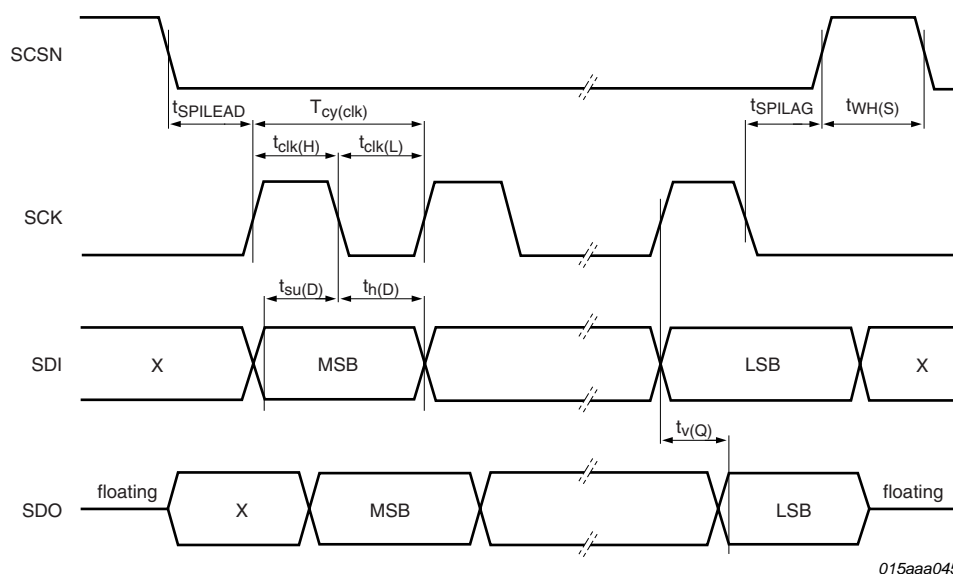 SCSN
tSPILEAD
Tcy(clk)
tSPILAG
tWH(S)
tclk(H)
tclk(L)
SCK
tsu(D)
th(D)
SDI
X
MSB
LSB
X
tv(Q)
SDO
floating
X
MSB
LSB
floating